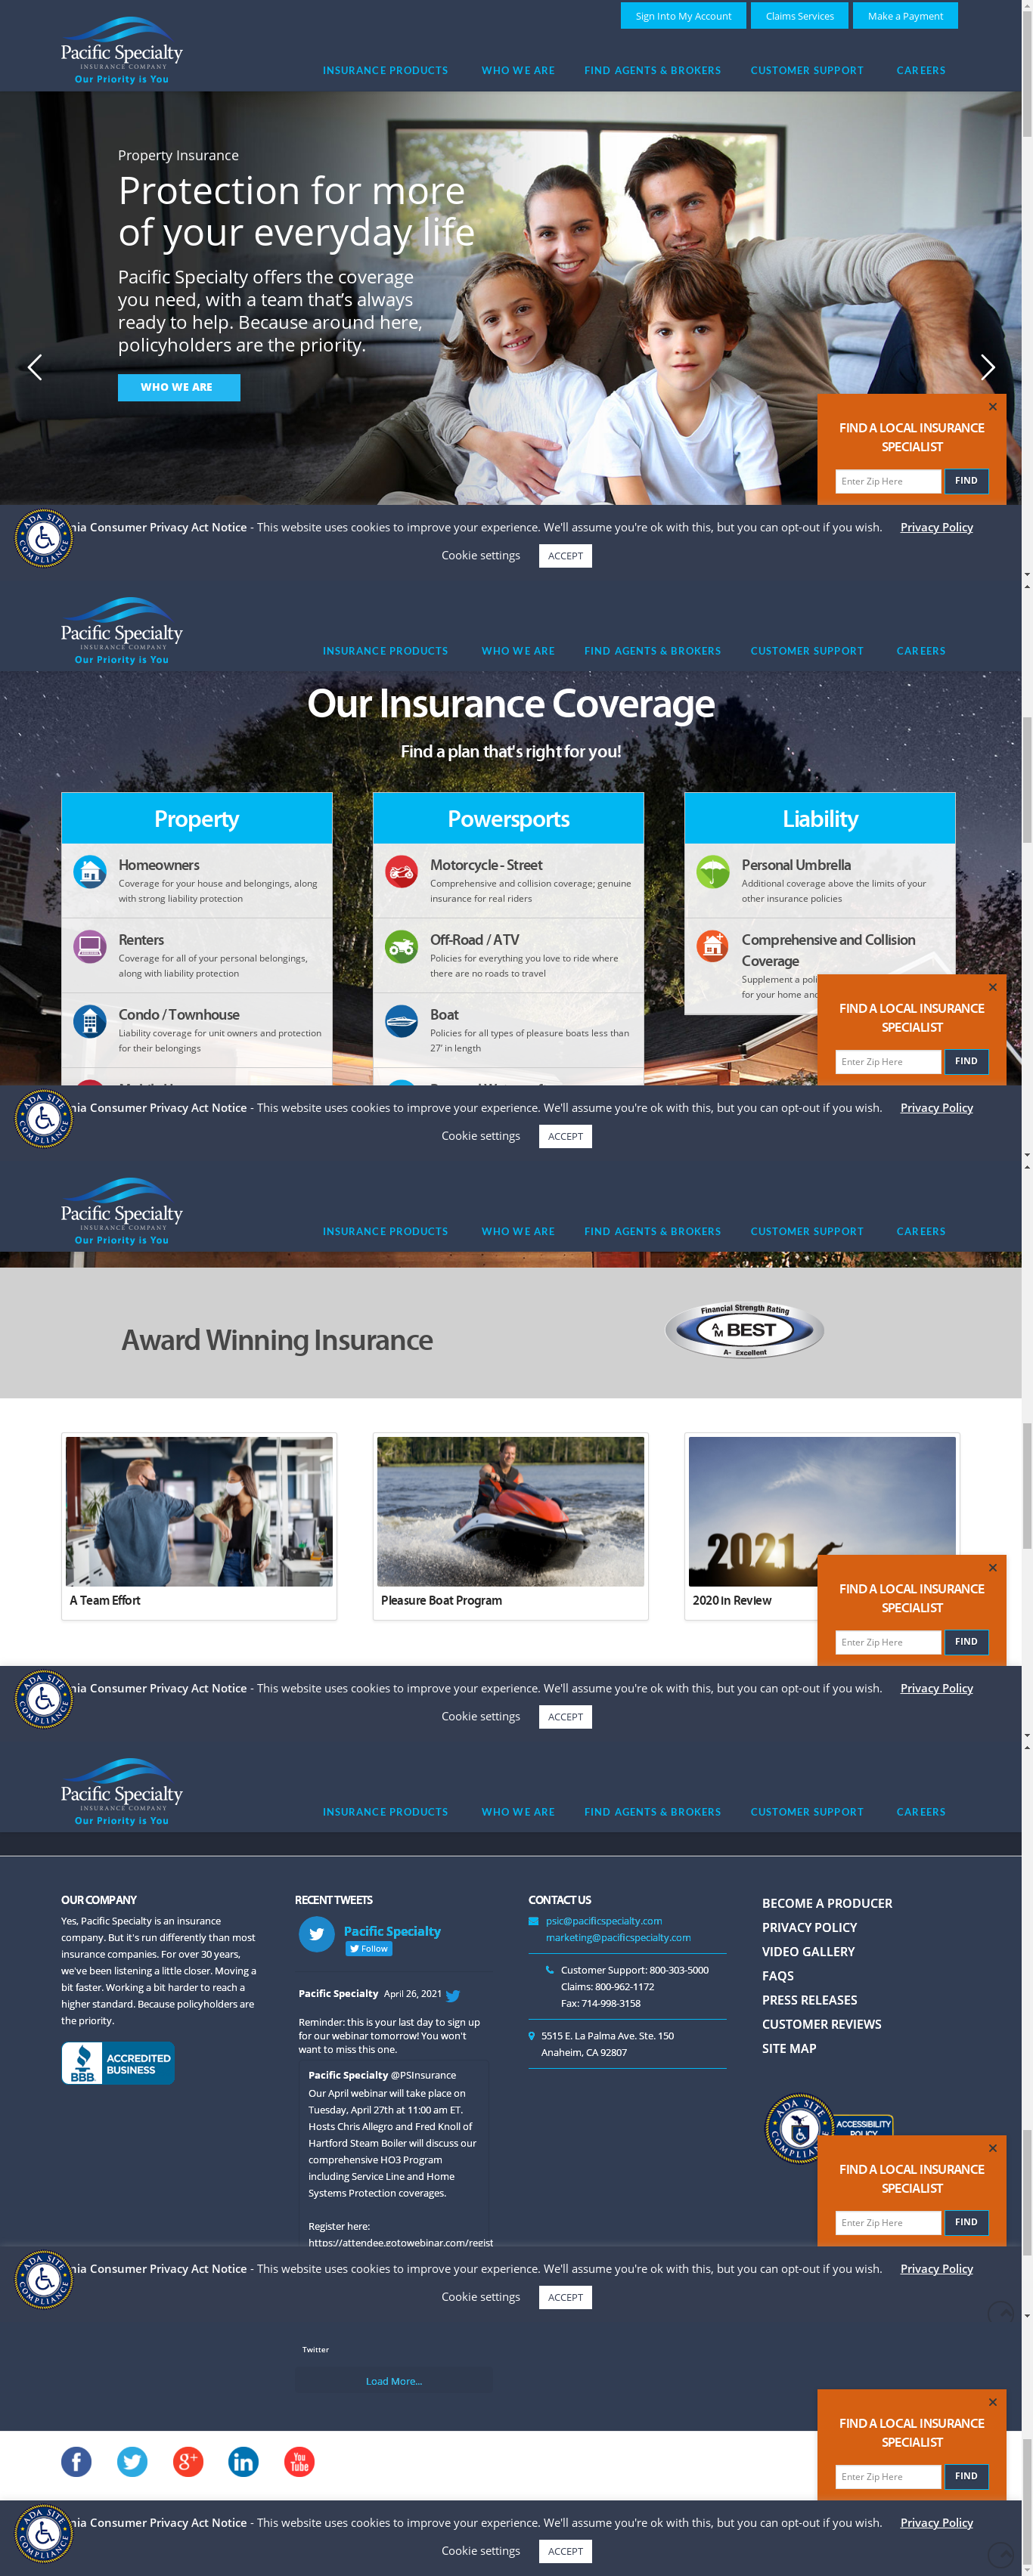 Sign Into My Account
Claims Services
Make a Payment
Pacific Specialty
INSURANCE COMPANY
Our Priority is You
INSURANCE PRODUCTS
WHO WE ARE
FIND AGENTS & BROKERS
CUSTOMER SUPPORT
CAREERS
Property Insurance
Protection for more
of your everyday life
Pacific Specialty offers the coverage
you need, with a team that's always
ready to help. Because around here,
policyholders are the priority.
WHO WE ARE
FIND A LOCAL INSURANCE
SPECIALIST
Enter Zip Here
FIND
ADA SITE
COMPLIANCE
nia Consumer Privacy Act Notice - This website uses cookies to improve your experience. We'll assume you're ok with this, but you can opt-out if you wish. Privacy Policy
Cookie settings
ACCEPT
Pacific Specialty
INSURANCE COMPANY
Our Priority is You
INSURANCE PRODUCTS
WHO WE ARE
FIND AGENTS & BROKERS
CUSTOMER SUPPORT
CAREERS
Our Insurance Coverage
Find a plan that's right for you!
Property
Homeowners
Coverage for your house and belongings, along
with strong liability protection
Renters
Coverage for all of your personal belongings,
along with liability protection
Condo / Townhouse
Liability coverage for unit owners and protection
for their belongings
Powersports
Motorcycle - Street
Comprehensive and collision coverage; genuine
insurance for real riders
Off-Road / ATV
Policies for everything you love to ride where
there are no roads to travel
Boat
Policies for all types of pleasure boats less than
27' in length
Liability
Personal Umbrella
Additional coverage above the limits of your
other insurance policies
Comprehensive and Collision
Coverage
Supplement a poli
for your home and
FIND A LOCAL INSURANCE
SPECIALIST
Enter Zip Here
FIND
ADA SITE
COMPLIANCE
nia Consumer Privacy Act Notice - This website uses cookies to improve your experience. We'll assume you're ok with this, but you can opt-out if you wish. Privacy Policy
Cookie settings
ACCEPT
Pacific Specialty
INSURANCE COMPANY
Our Priority is You
INSURANCE PRODUCTS
WHO WE ARE
FIND AGENTS & BROKERS
CUSTOMER SUPPORT
CAREERS
Award Winning Insurance
Financial Strength Rating
AM BEST
A- Excellent
2021
A Team Effort
Pleasure Boat Program
2020 in Review
FIND A LOCAL INSURANCE
SPECIALIST
Enter Zip Here
FIND
ADA SITE
COMPLIANCE
nia Consumer Privacy Act Notice - This website uses cookies to improve your experience. We'll assume you're ok with this, but you can opt-out if you wish. Privacy Policy
Cookie settings
ACCEPT
Pacific Specialty
INSURANCE COMPANY
Our Priority is You
INSURANCE PRODUCTS
WHO WE ARE
FIND AGENTS & BROKERS
CUSTOMER SUPPORT
CAREERS
OUR COMPANY
Yes, Pacific Specialty is an insurance
company. But it's run differently than most
insurance companies. For over 30 years,
we've been listening a little closer. Moving a
bit faster. Working a bit harder to reach a
higher standard. Because policyholders are
the priority.
BBB
ACCREDITED
BUSINESS
RECENT TWEETS
Pacific Specialty
Follow
Pacific Specialty April 26, 2021
Reminder: this is your last day to sign up
for our webinar tomorrow! You won't
want to miss this one.
Pacific Specialty @PSInsurance
Our April webinar will take place on
Tuesday, April 27th at 11:00 am ET.
Hosts Chris Allegro and Fred Knoll of
Hartford Steam Boiler will discuss our
comprehensive HO3 Program
including Service Line and Home
Systems Protection coverages.
Register here:
https://attendee.gotowebinar.com/regist
CONTACT US
psic@pacificspecialty.com
marketing@pacificspecialty.com
Customer Support: 800-303-5000
Claims: 800-962-1172
Fax: 714-998-3158
5515 E. La Palma Ave. Ste. 150
Anaheim, CA 92807
BECOME A PRODUCER
PRIVACY POLICY
VIDEO GALLERY
FAQS
PRESS RELEASES
CUSTOMER REVIEWS
SITE MAP
ADA SITE
COMPLIANCE
ACCESSIBILITY
POLICY
FIND A LOCAL INSURANCE
SPECIALIST
Enter Zip Here
FIND
ADA SITE
COMPLIANCE
nia Consumer Privacy Act Notice - This website uses cookies to improve your experience. We'll assume you're ok with this, but you can opt-out if you wish. Privacy Policy
Cookie settings
ACCEPT
Twitter
Load More...
You
Tube
FIND A LOCAL INSURANCE
SPECIALIST
Enter Zip Here
FIND
ADA SITE
COMPLIANCE
nia Consumer Privacy Act Notice - This website uses cookies to improve your experience. We'll assume you're ok with this, but you can opt-out if you wish. Privacy Policy
Cookie settings
ACCEPT